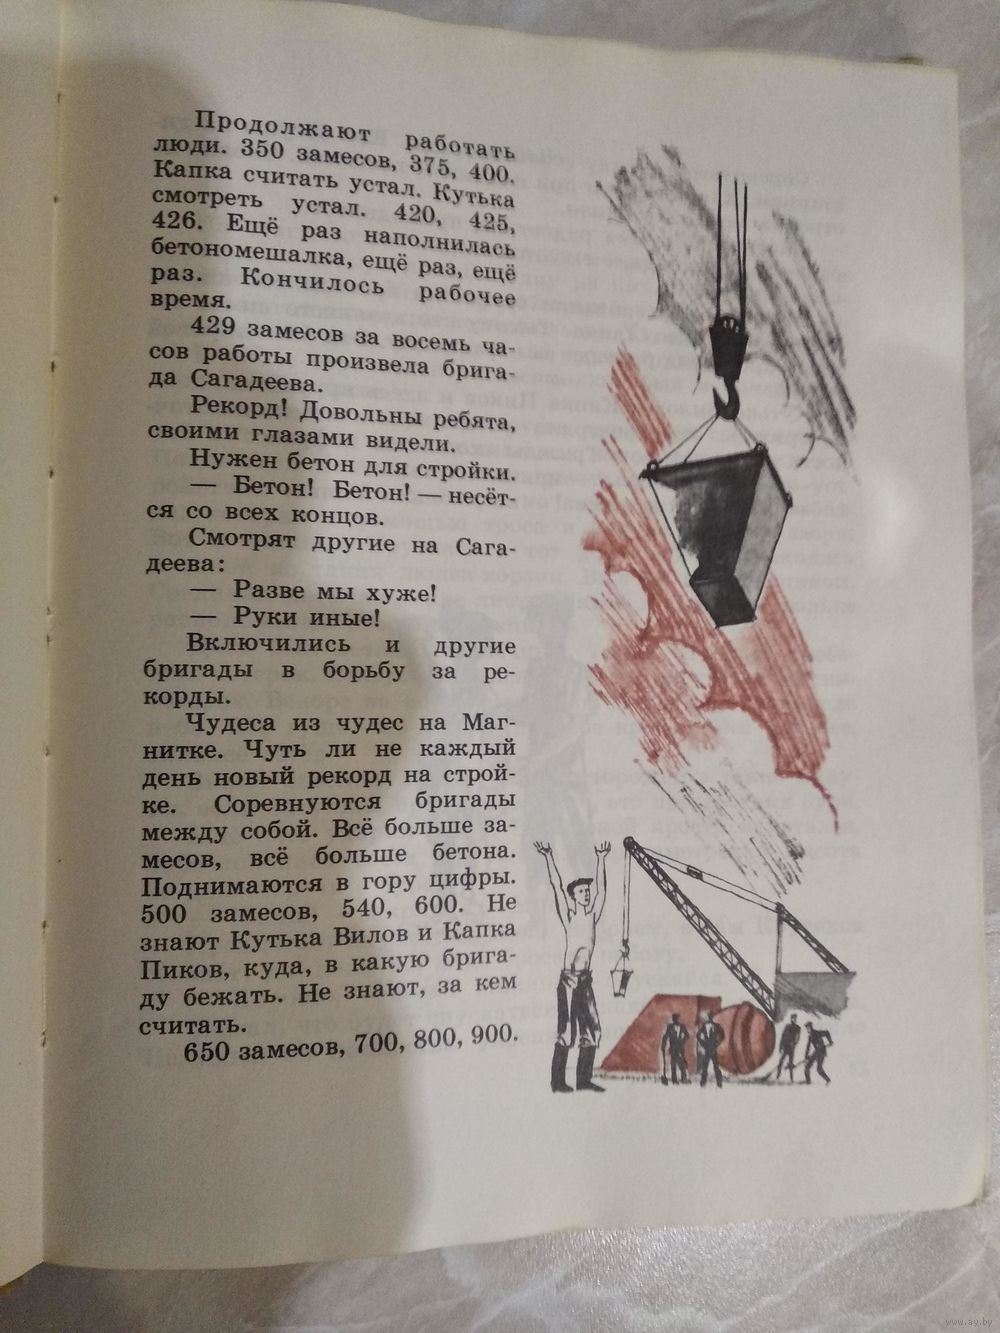 Продолжают работать
люди. 350 замесов, 375, 400.
Капка считать устал. Кутька
смотреть устал. 420, 425,
426. Ещё раз наполнилась
бетономешалка, ещё раз, ещё
раз. Кончилось рабочее
время.
429 замесов за восемь ча-
сов работы произвела брига-
да Сагадеева.
Рекорд! Довольны ребята,
своими глазами видели.
Нужен бетон для стройки.
— Бетон! Бетон! — несёт-
ся со всех концов.
Смотрят другие на Сага-
деева:
— Разве мы хуже!
— Руки иные!
Включились и другие
бригады в борьбу за ре-
корды.
Чудеса из чудес на Маг-
нитке. Чуть ли не каждый
день новый рекорд на строй-
ке. Соревнуются бригады
между собой. Всё больше за-
месов, всё больше бетона.
Поднимаются в гору цифры.
500 замесов, 540, 600. Не
знают Кутька Вилов и Капка
Пиков, куда, в какую брига-
ду бежать. Не знают, за кем
считать.
650 замесов, 700, 800, 900.
www.ay.by